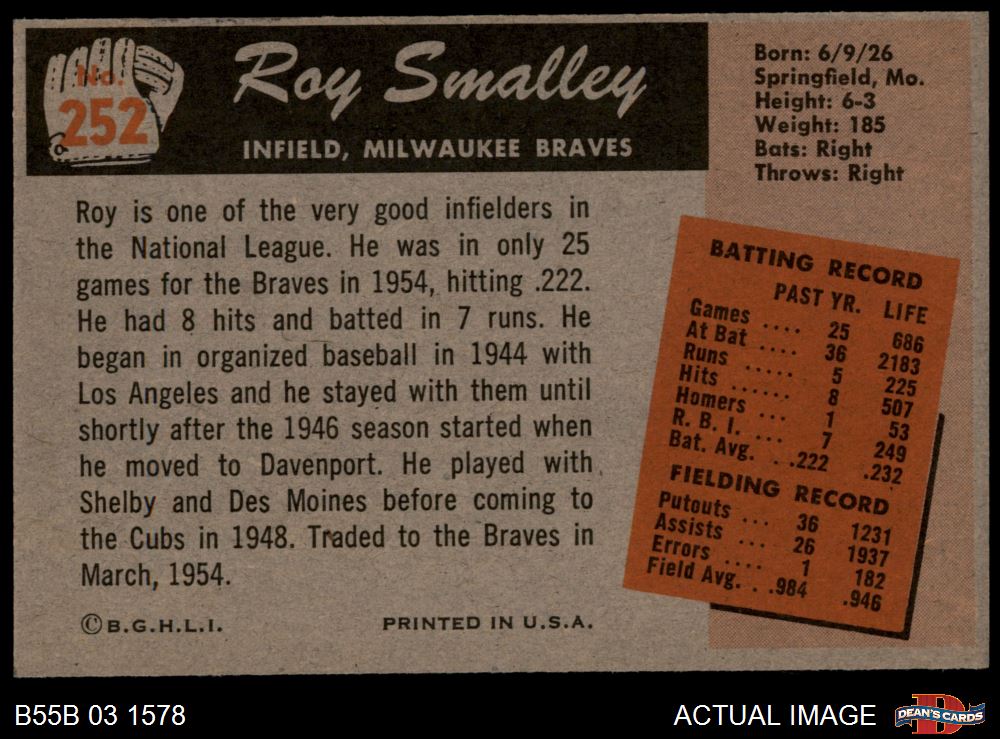 No.
252
Roy Smalley
INFIELD, MILWAUKEE BRAVES
Born: 6/9/26
Springfield, Mo.
Height: 6-3
Weight: 185
Bats: Right
Throws: Right
Roy is one of the very good infielders in
the National League. He was in only 25
games for the Braves in 1954, hitting .222.
He had 8 hits and batted in 7 runs. He
began in organized baseball in 1944 with
Los Angeles and he stayed with them until
shortly after the 1946 season started when
he moved to Davenport. He played with
Shelby and Des Moines before coming to
the Cubs in 1948. Traded to the Braves in
March, 1954.
BATTING RECORD
PAST YR. LIFE
Games .... 25 686
At Bat .... 36 2183
Runs ..... 5 225
Hits ...... 8 507
Homers ... 1 53
R. B. I. ... 7 249
Bat. Avg. . .222 .232
FIELDING RECORD
Putouts ... 36 1231
Assists ... 26 1937
Errors .... 1 182
Field Avg. . .984 .946
©B.G.H.L.I. PRINTED IN U.S.A.
B55B 03 1578
ACTUAL IMAGE
D
DEAN'S CARDS